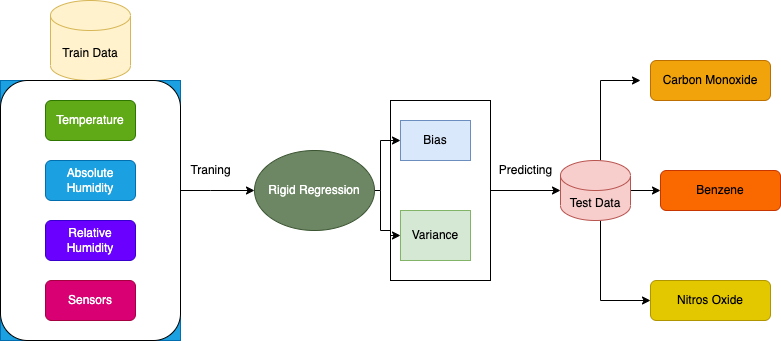 Train Data
Temperature
Absolute
Humidity
Relative
Humidity
Sensors
Traning
Rigid Regression
Bias
Variance
Predicting
Test Data
Carbon Monoxide
Benzene
Nitros Oxide